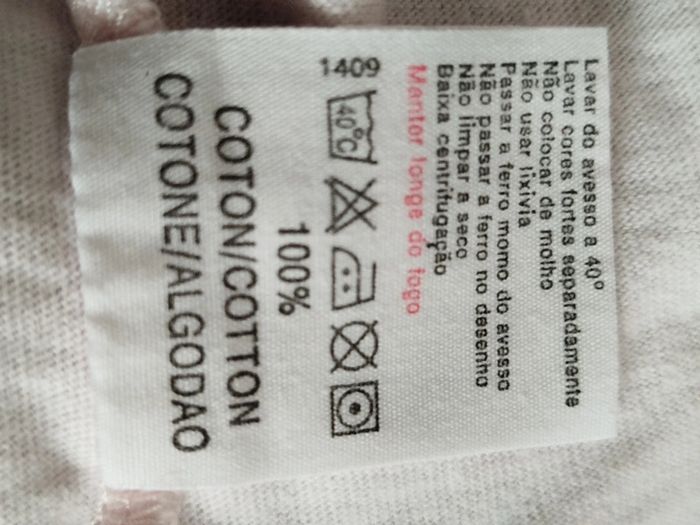 Lavar do avesso a 40º
Lavar cores fortes separadamente
Não colocar de molho
Não usar lixivia
Passar a ferro momo do avesso
Não passar a ferro no desenho
Não limpar a seco
Baixa centrifugação
Manter longe do fogo
1409
40°C
100%
COTON/COTTON
COTONE/ALGODAO